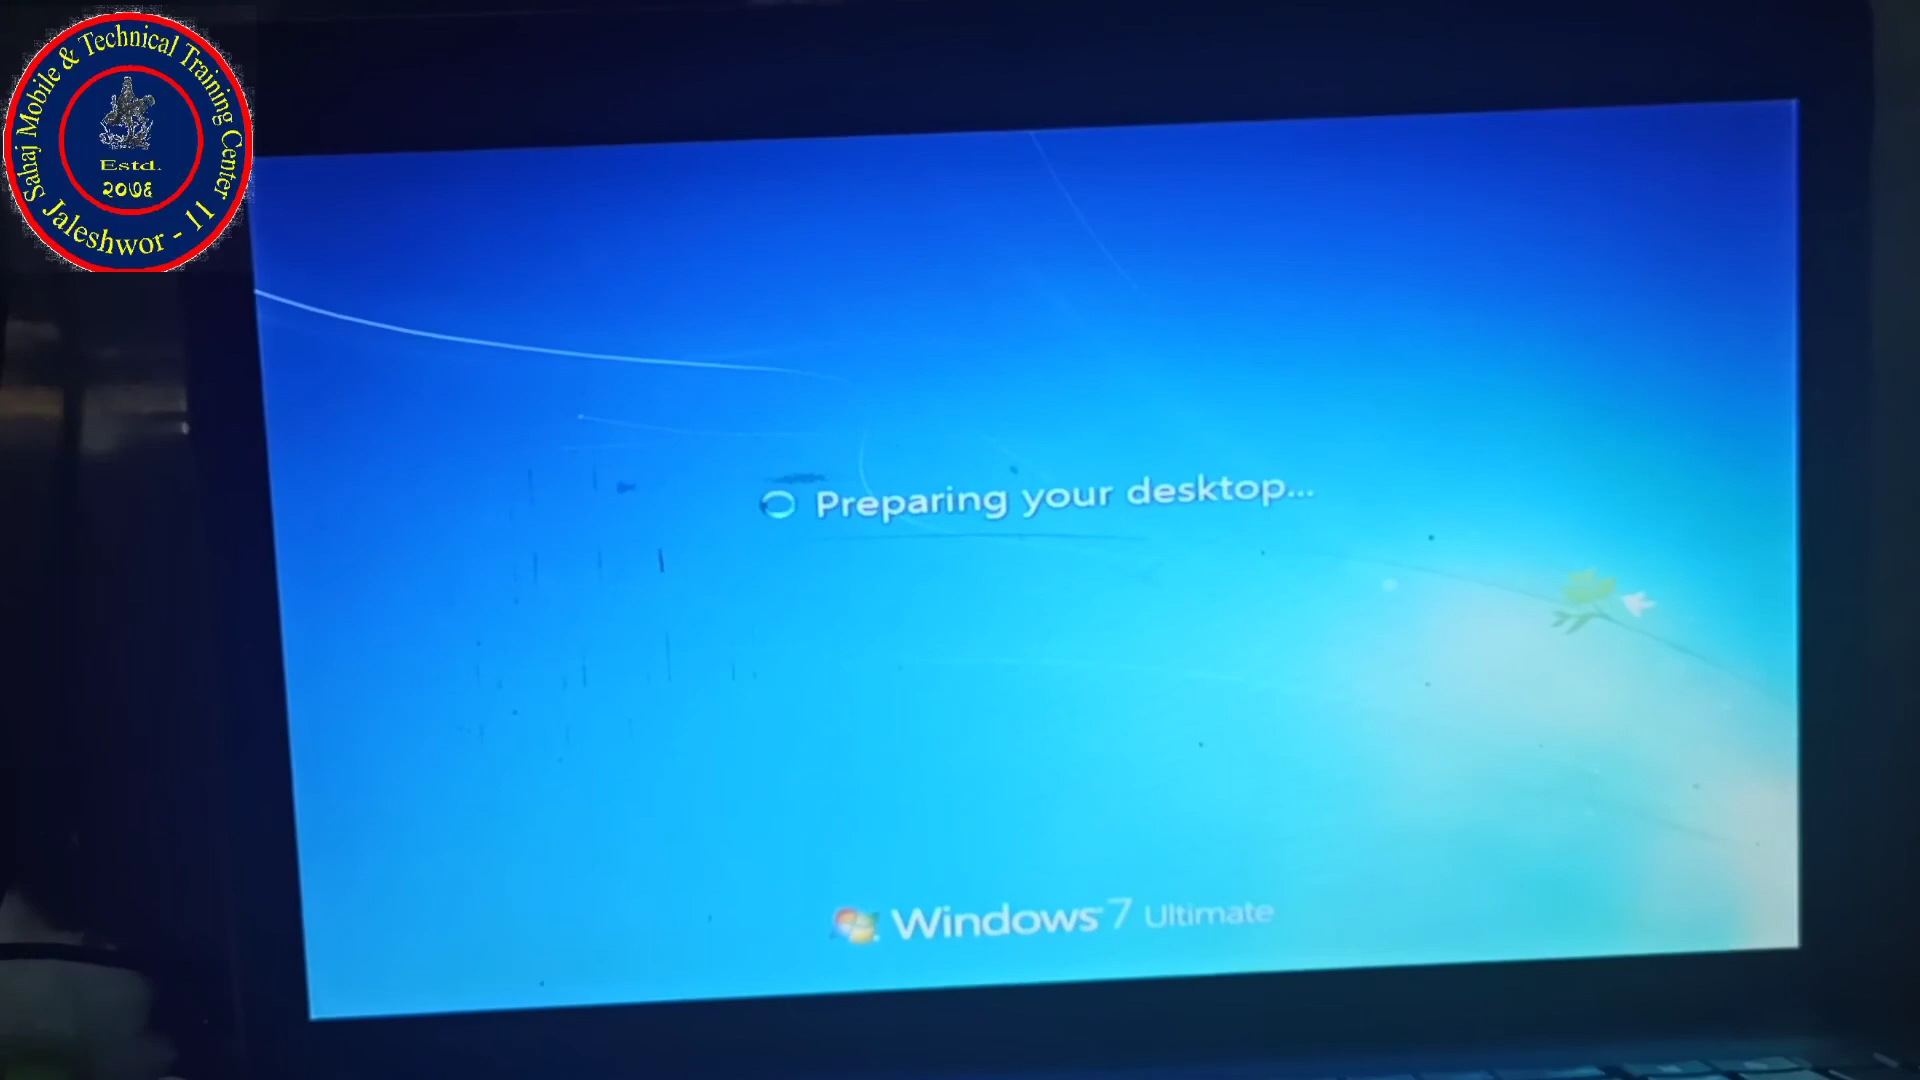 Sahaj Mobile & Technical Training Center
Estd.
२०७६
Jaleshwor - 11
Preparing your desktop...
Windows 7 Ultimate